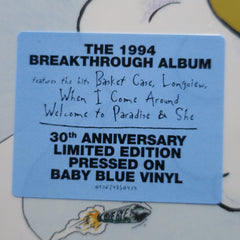 THE 1994
BREAKTHROUGH ALBUM
features the hits Basket Case, Longview,
When I Come Around
Welcome to Paradise & She
30th ANNIVERSARY
LIMITED EDITION
PRESSED ON
BABY BLUE VINYL